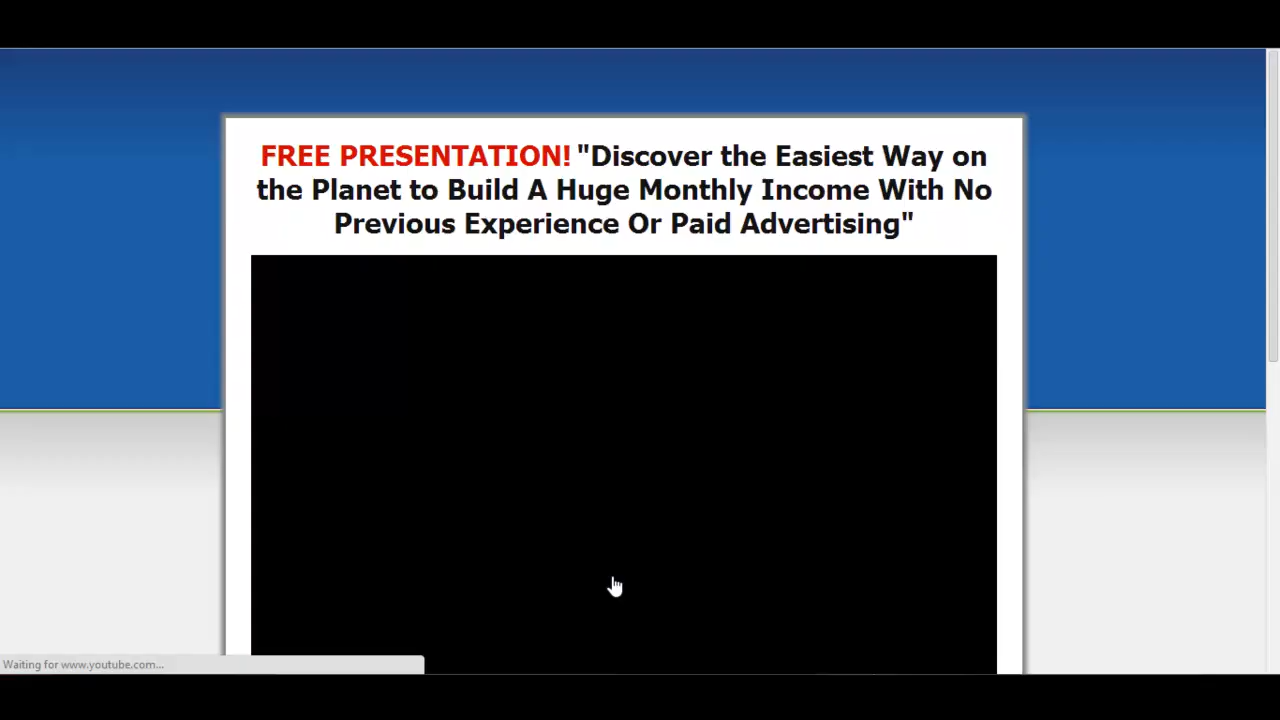 FREE PRESENTATION! "Discover the Easiest Way on
the Planet to Build A Huge Monthly Income With No
Previous Experience Or Paid Advertising"
Waiting for www.youtube.com...